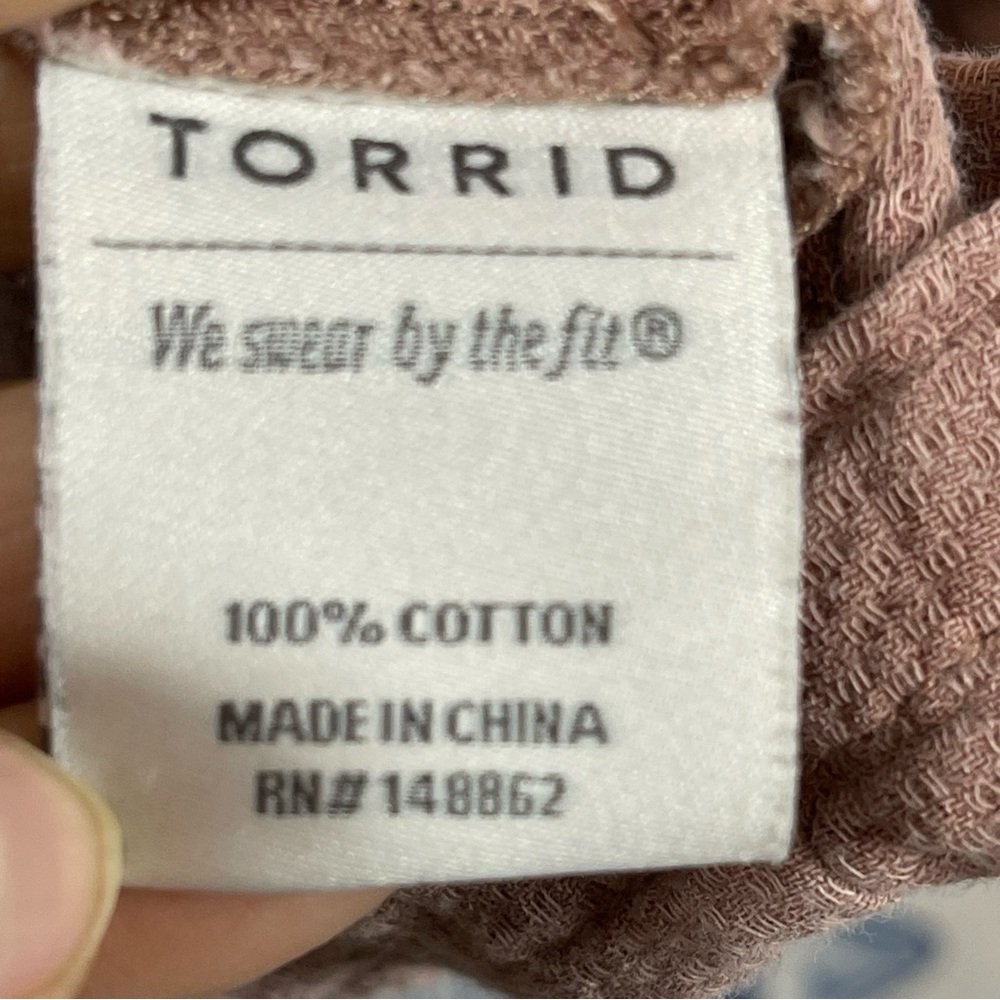 TORRID
We swear by the fit®
100% COTTON
MADE IN CHINA
RN# 148862